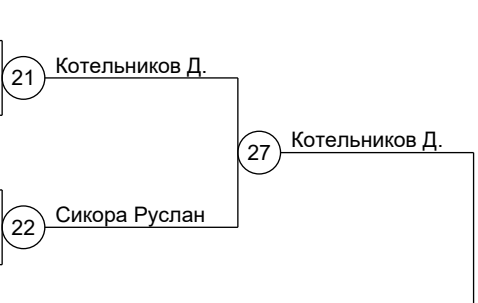 Котельников Д.
21
27
Котельников Д.
22
Сикора Руслан